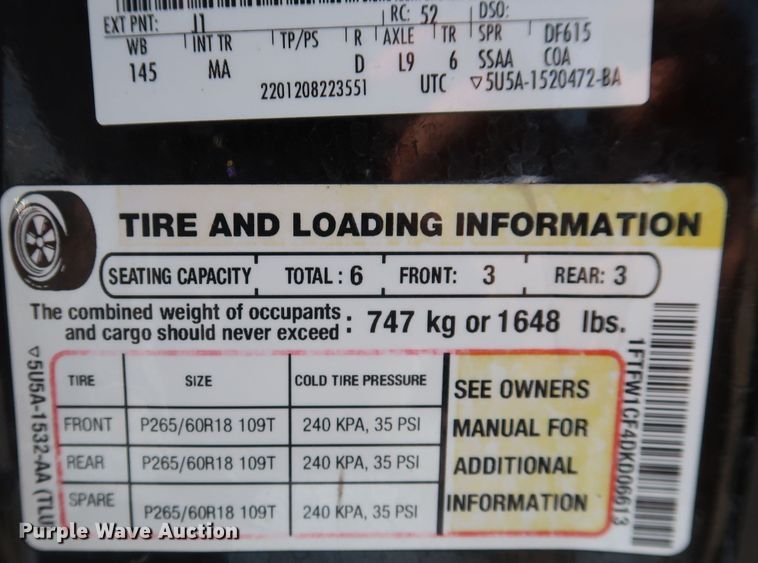 RC: 52 DSO:
EXT PNT: J1
WB INT TR TP/PS R AXLE TR SPR DF615
145 MA D L9 6 SSAA COA
2201208223551 UTC ▽5U5A-1520472-BA
TIRE AND LOADING INFORMATION
SEATING CAPACITY TOTAL : 6 FRONT: 3 REAR: 3
The combined weight of occupants
and cargo should never exceed : 747 kg or 1648 lbs.
TIRE SIZE COLD TIRE PRESSURE
FRONT P265/60R18 109T 240 KPA, 35 PSI
REAR P265/60R18 109T 240 KPA, 35 PSI
SPARE P265/60R18 109T 240 KPA, 35 PSI
SEE OWNERS
MANUAL FOR
ADDITIONAL
INFORMATION
▽5U5A-1532-AA (TLU
1FTFW1CF4DKD06613
Purple Wave Auction